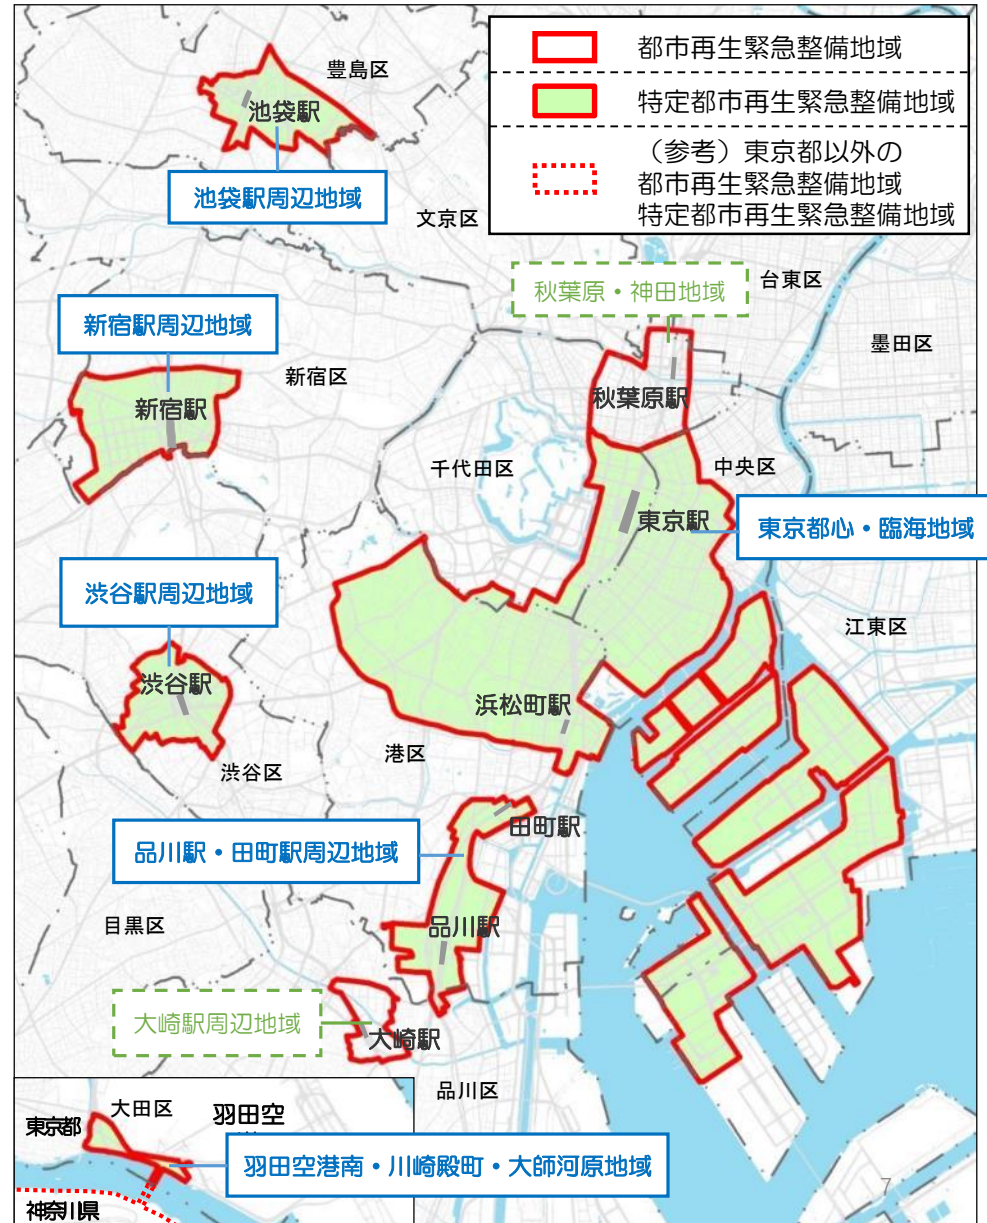 都市再生緊急整備地域
特定都市再生緊急整備地域
（参考）東京都以外の
都市再生緊急整備地域
特定都市再生緊急整備地域
豊島区
池袋駅
池袋駅周辺地域
文京区
台東区
秋葉原・神田地域
新宿駅周辺地域
墨田区
新宿区
秋葉原駅
新宿駅
千代田区
中央区
東京駅
東京都心・臨海地域
渋谷駅周辺地域
江東区
渋谷駅
浜松町駅
港区
渋谷区
田町駅
品川駅・田町駅周辺地域
目黒区
品川駅
大崎駅周辺地域
大崎駅
品川区
大田区
羽田空
東京都
羽田空港南・川崎殿町・大師河原地域
7
神奈川県